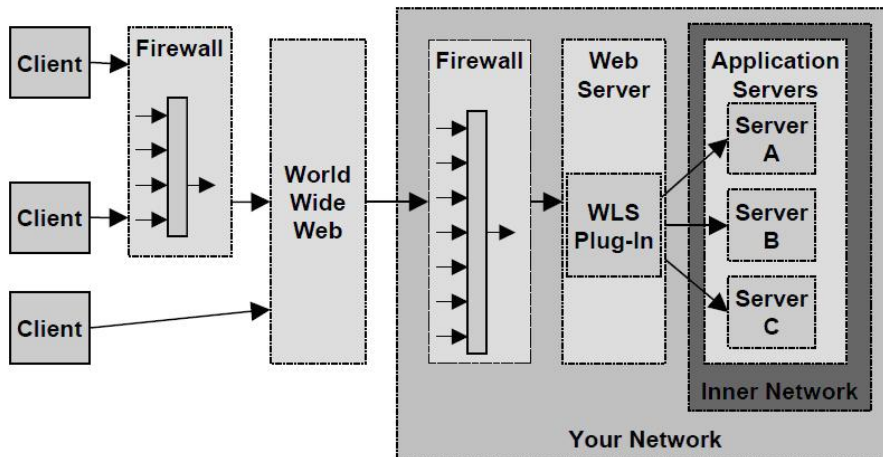 Client
Client
Client
Firewall
World
Wide
Web
Firewall
Web
Server
WLS
Plug-In
Application
Servers
Server
A
Server
B
Server
C
Inner Network
Your Network